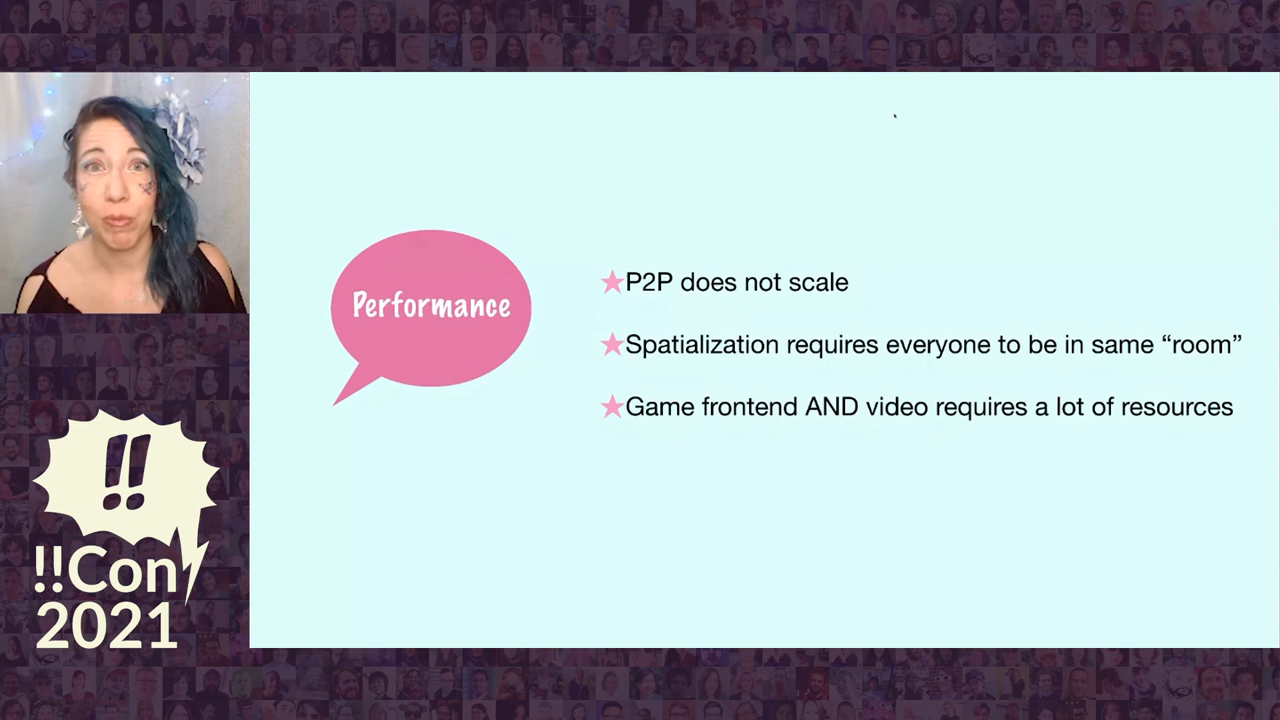 Performance
★P2P does not scale
★Spatialization requires everyone to be in same “room”
★Game frontend AND video requires a lot of resources
!!
!!Con
2021